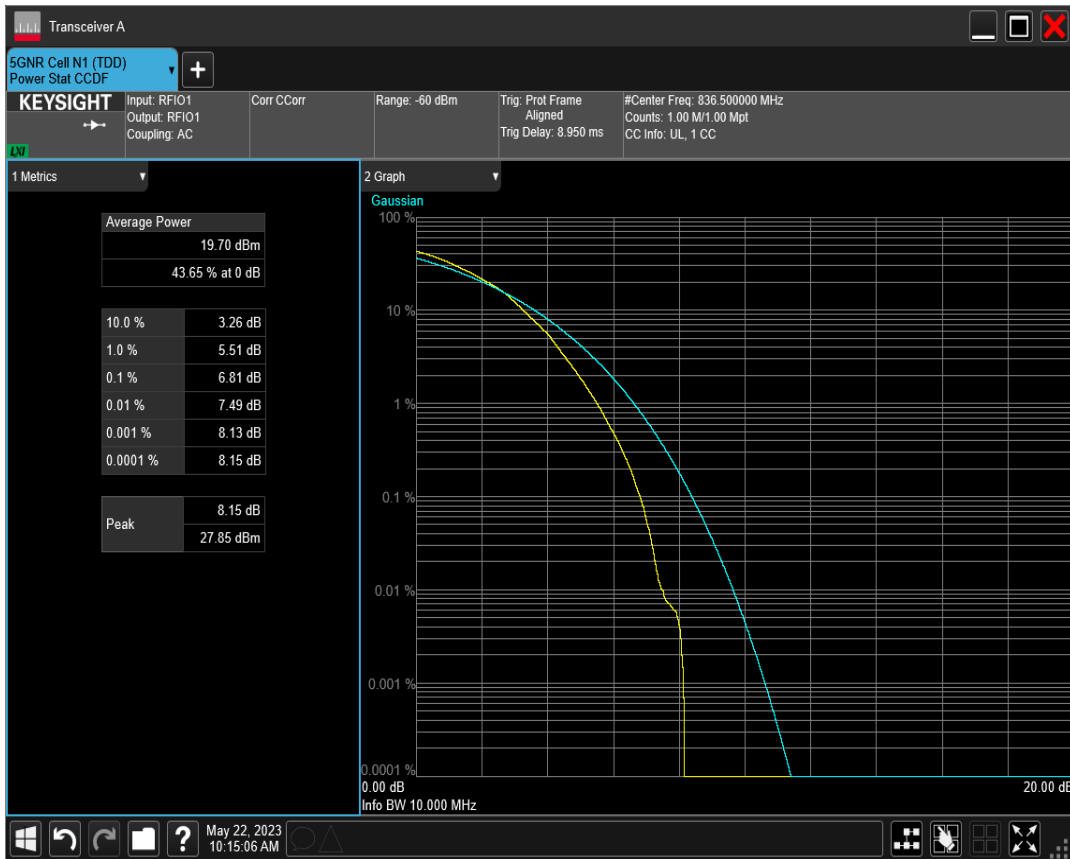 Transceiver A
5GNR Cell N1 (TDD)
Power Stat CCDF
KEYSIGHT
LXI
Input: RFIO1
Output: RFIO1
Coupling: AC
Corr CCorr
Range: -60 dBm
Trig: Prot Frame
Aligned
Trig Delay: 8.950 ms
#Center Freq: 836.500000 MHz
Counts: 1.00 M/1.00 Mpt
CC Info: UL, 1 CC
1 Metrics
Average Power
19.70 dBm
43.65 % at 0 dB
10.0 % 3.26 dB
1.0 % 5.51 dB
0.1 % 6.81 dB
0.01 % 7.49 dB
0.001 % 8.13 dB
0.0001 % 8.15 dB
Peak
8.15 dB
27.85 dBm
2 Graph
Gaussian
100 %
10 %
1 %
0.1 %
0.01 %
0.001 %
0.0001 %
0.00 dB 20.00 dB
Info BW 10.000 MHz
?
May 22, 2023
10:15:06 AM